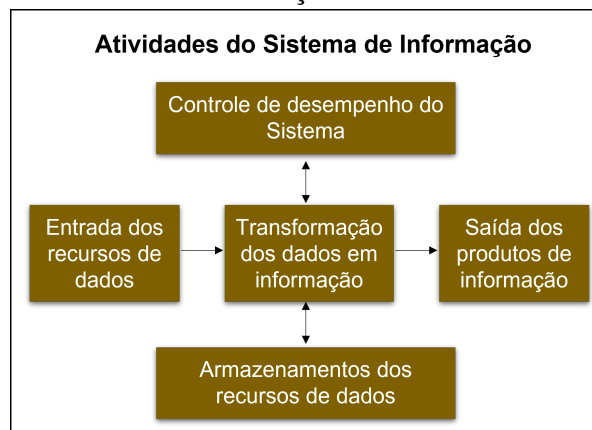 Atividades do Sistema de Informação
Controle de desempenho do
Sistema
Entrada dos
recursos de
dados
Transformação
dos dados em
informação
Saída dos
produtos de
informação
Armazenamentos dos
recursos de dados